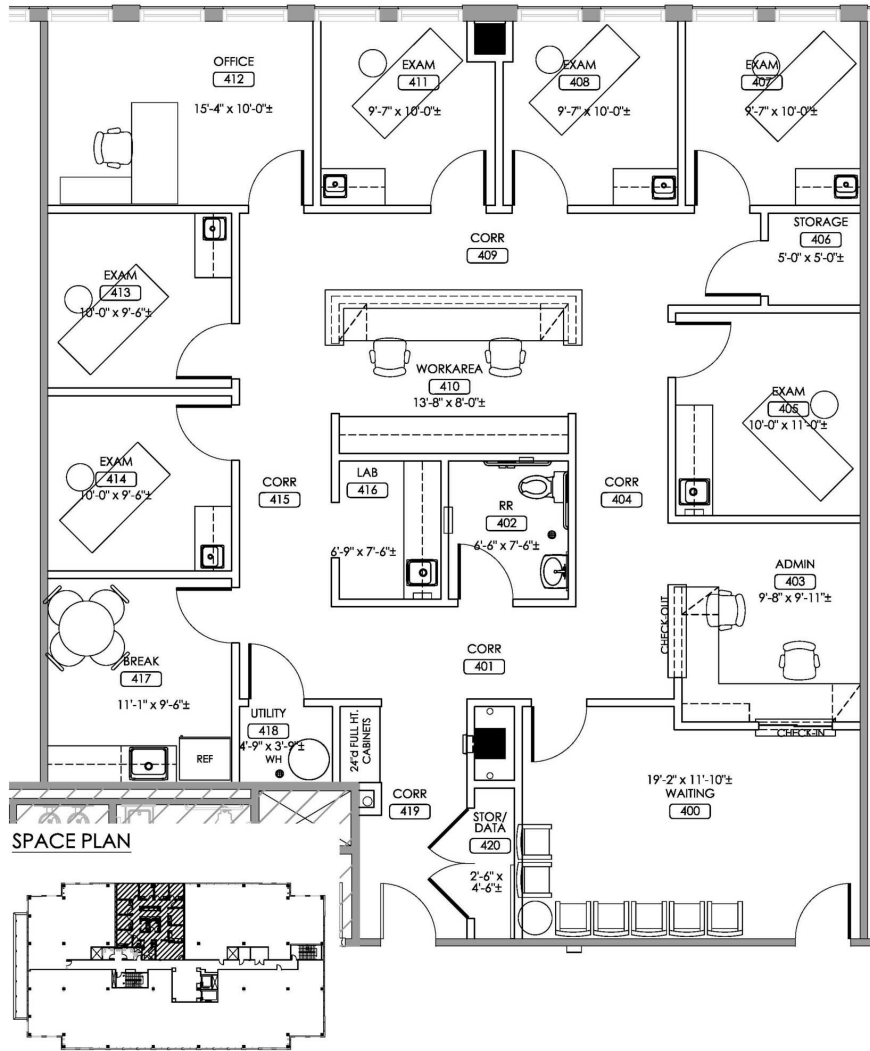 OFFICE
412
15'-4" x 10'-0"±
EXAM
411
9'-7" x 10'-0"±
EXAM
408
9'-7" x 10'-0"±
EXAM
407
9'-7" x 10'-0"±
CORR
409
STORAGE
406
5'-0" x 5'-0"±
EXAM
413
10'-0" x 9'-6"±
WORKAREA
410
13'-8" x 8'-0"±
EXAM
405
10'-0" x 11'-0"±
EXAM
414
10'-0" x 9'-6"±
CORR
415
LAB
416
6'-9" x 7'-6"±
RR
402
6'-6" x 7'-6"±
CORR
404
ADMIN
403
9'-8" x 9'-11"±
CHECK-OUT
BREAK
417
11'-1" x 9'-6"±
CORR
401
UTILITY
418
4'-9" x 3'-9"±
WH
REF
24"d FULL HT.
CABINETS
CHECK-IN
19'-2" x 11'-10"±
WAITING
400
CORR
419
STOR/
DATA
420
2'-6" x
4'-6"±
SPACE PLAN